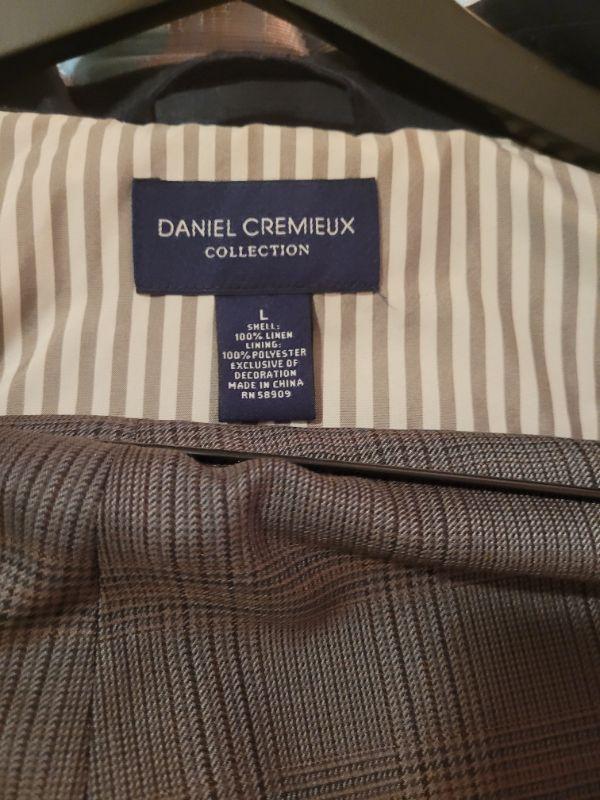 DANIEL CREMIEUX
COLLECTION
L
SHELL:
100% LINEN
LINING:
100% POLYESTER
EXCLUSIVE OF
DECORATION
MADE IN CHINA
RN 58909